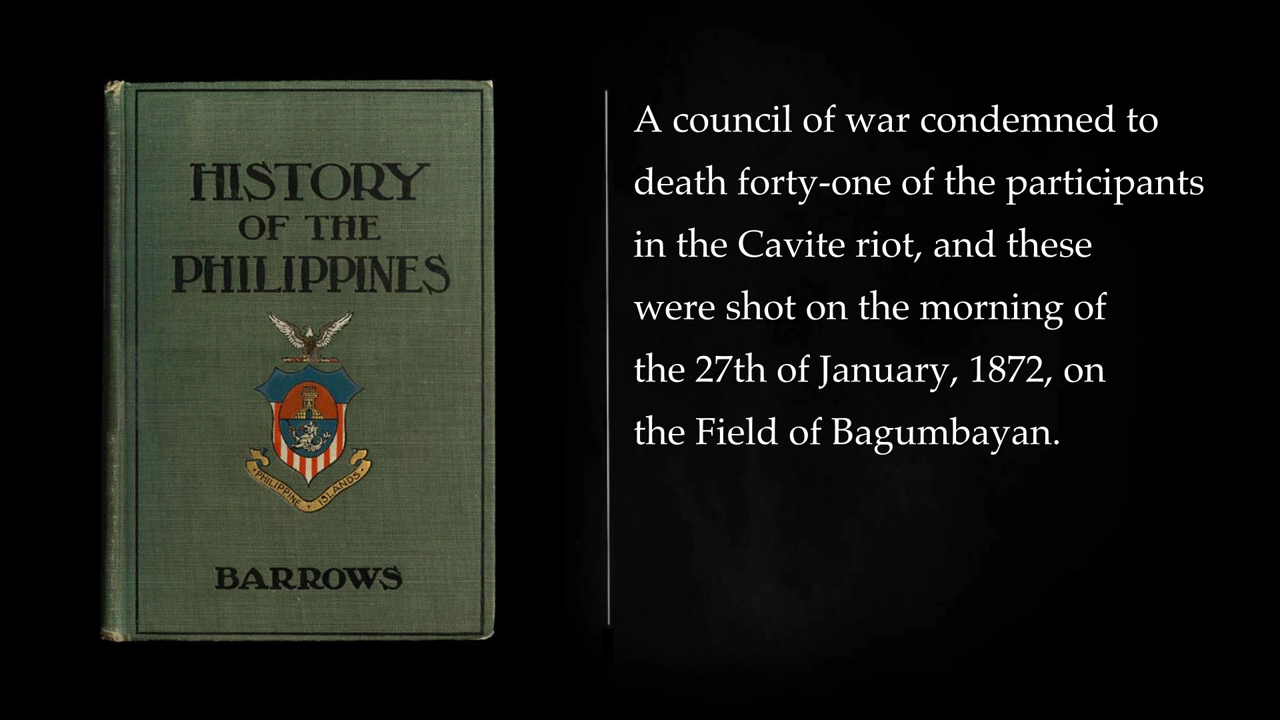 HISTORY
OF THE
PHILIPPINES
PHILIPPINE ISLANDS
BARROWS
A council of war condemned to
death forty-one of the participants
in the Cavite riot, and these
were shot on the morning of
the 27th of January, 1872, on
the Field of Bagumbayan.